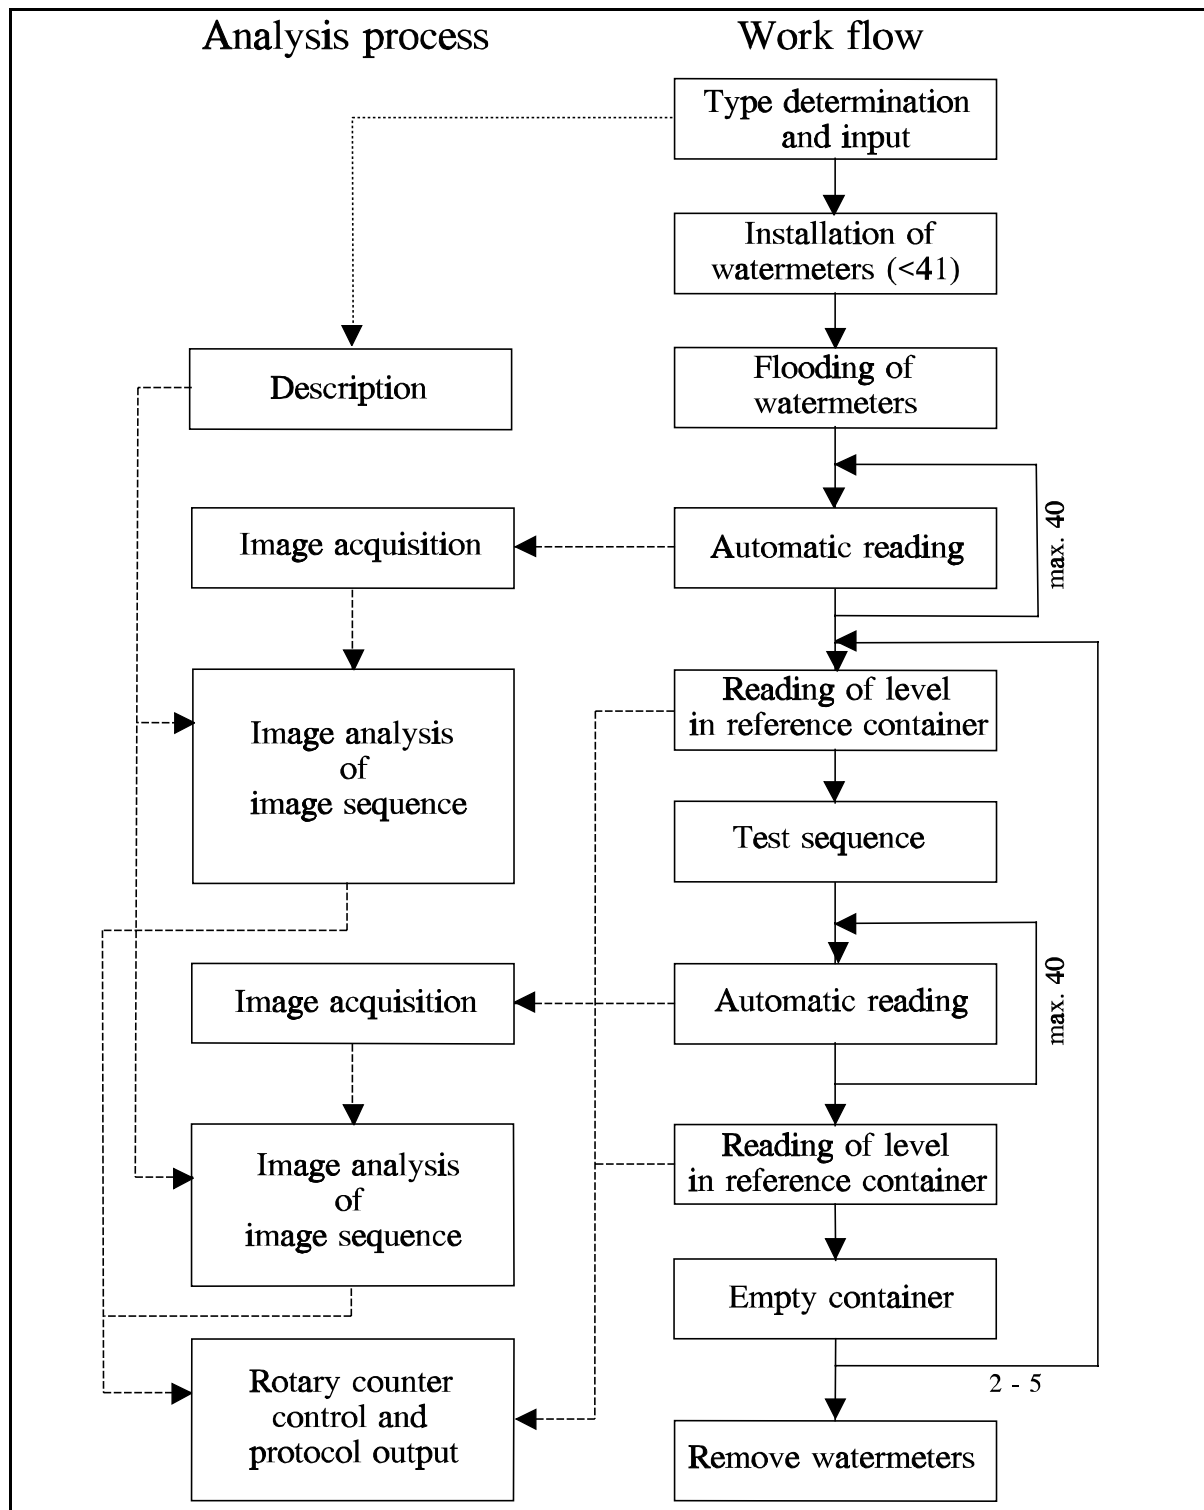 Analysis process
Work flow
Type determination
and input
Installation of
watermeters (<41)
Description
Flooding of
watermeters
Image acquisition
Automatic reading
max. 40
Image analysis
of
image sequence
Reading of level
in reference container
Test sequence
Image acquisition
Automatic reading
max. 40
Image analysis
of
image sequence
Reading of level
in reference container
Empty container
2 - 5
Rotary counter
control and
protocol output
Remove watermeters